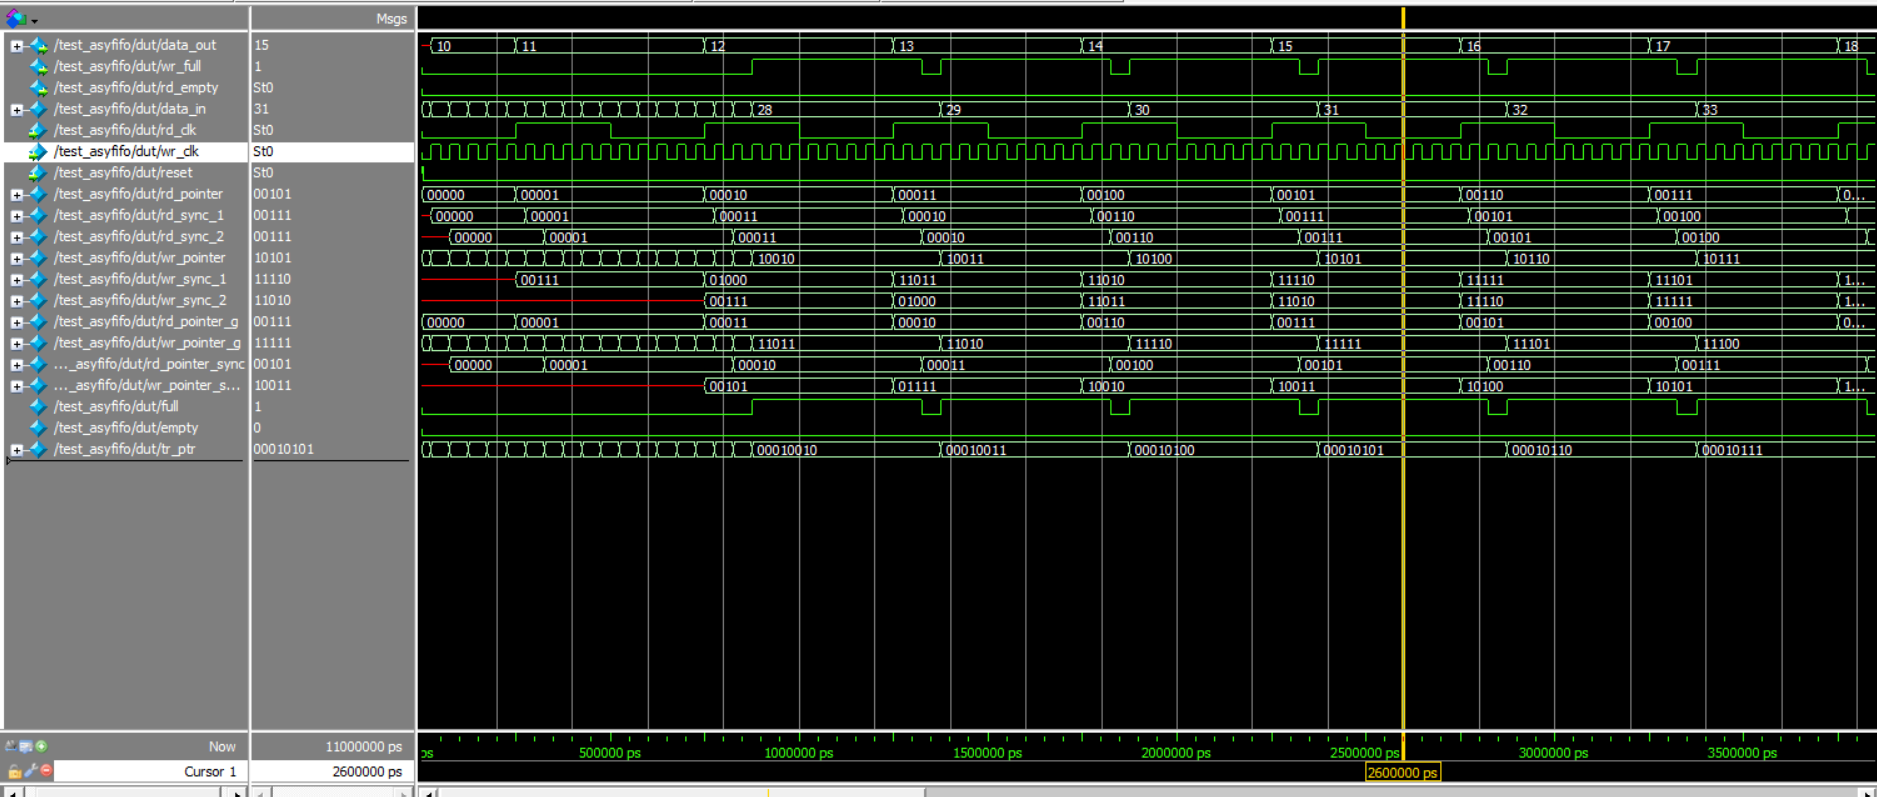 Msgs
/test_asyfifo/dut/data_out 15 10 11 12 13 14 15 16 17 18
/test_asyfifo/dut/wr_full 1
/test_asyfifo/dut/rd_empty St0
/test_asyfifo/dut/data_in 31 28 29 30 31 32 33
/test_asyfifo/dut/rd_clk St0
/test_asyfifo/dut/wr_clk St0
/test_asyfifo/dut/reset St0
/test_asyfifo/dut/rd_pointer 00101 00000 00001 00010 00011 00100 00101 00110 00111 0...
/test_asyfifo/dut/rd_sync_1 00111 00000 00001 00011 00010 00110 00111 00101 00100
/test_asyfifo/dut/rd_sync_2 00111 00000 00001 00011 00010 00110 00111 00101 00100
/test_asyfifo/dut/wr_pointer 10101 10010 10011 10100 10101 10110 10111
/test_asyfifo/dut/wr_sync_1 11110 00111 01000 11011 11010 11110 11111 11101 1...
/test_asyfifo/dut/wr_sync_2 11010 00111 01000 11011 11010 11110 11111 1...
/test_asyfifo/dut/rd_pointer_g 00111 00000 00001 00011 00010 00110 00111 00101 00100 0...
/test_asyfifo/dut/wr_pointer_g 11111 11011 11010 11110 11111 11101 11100
..._asyfifo/dut/rd_pointer_sync 00101 00000 00001 00010 00011 00100 00101 00110 00111
..._asyfifo/dut/wr_pointer_s... 10011 00101 01111 10010 10011 10100 10101 1...
/test_asyfifo/dut/full 1
/test_asyfifo/dut/empty 0
/test_asyfifo/dut/tr_ptr 00010101 00010010 00010011 00010100 00010101 00010110 00010111
Now 11000000 ps ps 500000 ps 1000000 ps 1500000 ps 2000000 ps 2500000 ps 3000000 ps 3500000 ps
Cursor 1 2600000 ps 2600000 ps